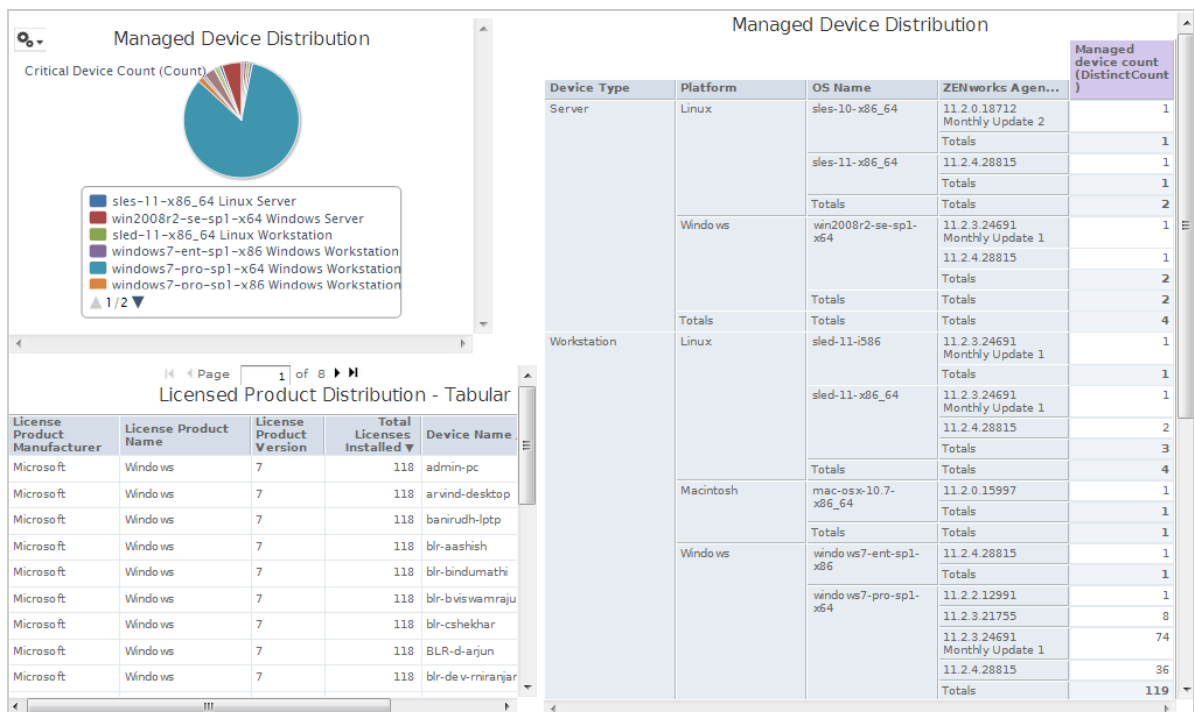 Managed Device Distribution
Critical Device Count (Count)
sles-11-x86_64 Linux Server
win2008r2-se-sp1-x64 Windows Server
sled-11-x86_64 Linux Workstation
windows7-ent-sp1-x86 Windows Workstation
windows7-pro-sp1-x64 Windows Workstation
windows7-pro-sp1-x86 Windows Workstation
1/2
Page 1 of 8
Licensed Product Distribution - Tabular
License Product Manufacturer License Product Name License Product Version Total Licenses Installed ▼ Device Name
Microsoft Windows 7 118 admin-pc
Microsoft Windows 7 118 arvind-desktop
Microsoft Windows 7 118 banirudh-lptp
Microsoft Windows 7 118 blr-aashish
Microsoft Windows 7 118 blr-bindumathi
Microsoft Windows 7 118 blr-bviswamraju
Microsoft Windows 7 118 blr-cshekhar
Microsoft Windows 7 118 BLR-d-arjun
Microsoft Windows 7 118 blr-dev-rniranjan
Managed Device Distribution
Device Type Platform OS Name ZENworks Agen... Managed device count (DistinctCount)
Server Linux sles-10-x86_64 11.2.0.18712 Monthly Update 2 1
Totals 1
sles-11-x86_64 11.2.4.28815 1
Totals 1
Totals Totals 2
Windows win2008r2-se-sp1-x64 11.2.3.24691 Monthly Update 1 1
11.2.4.28815 1
Totals 2
Totals Totals 2
Totals Totals Totals 4
Workstation Linux sled-11-i586 11.2.3.24691 Monthly Update 1 1
Totals 1
sled-11-x86_64 11.2.3.24691 Monthly Update 1 1
11.2.4.28815 2
Totals 3
Totals Totals 4
Macintosh mac-osx-10.7-x86_64 11.2.0.15997 1
Totals 1
Totals Totals 1
Windows windows7-ent-sp1-x86 11.2.4.28815 1
Totals 1
windows7-pro-sp1-x64 11.2.2.12991 1
11.2.3.21755 8
11.2.3.24691 Monthly Update 1 74
11.2.4.28815 36
Totals 119